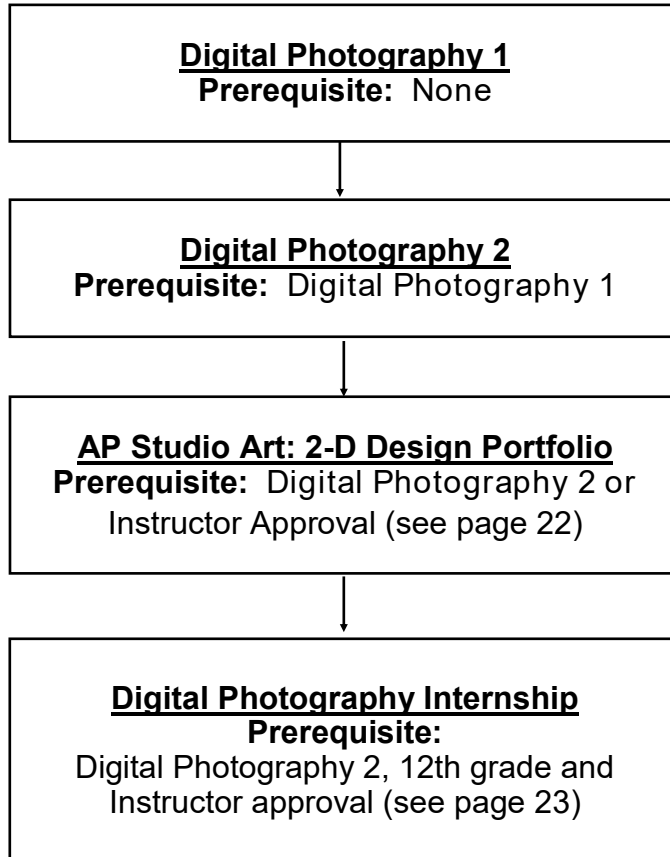 Digital Photography 1
Prerequisite: None
Digital Photography 2
Prerequisite: Digital Photography 1
AP Studio Art: 2-D Design Portfolio
Prerequisite: Digital Photography 2 or
Instructor Approval (see page 22)
Digital Photography Internship
Prerequisite:
Digital Photography 2, 12th grade and
Instructor approval (see page 23)